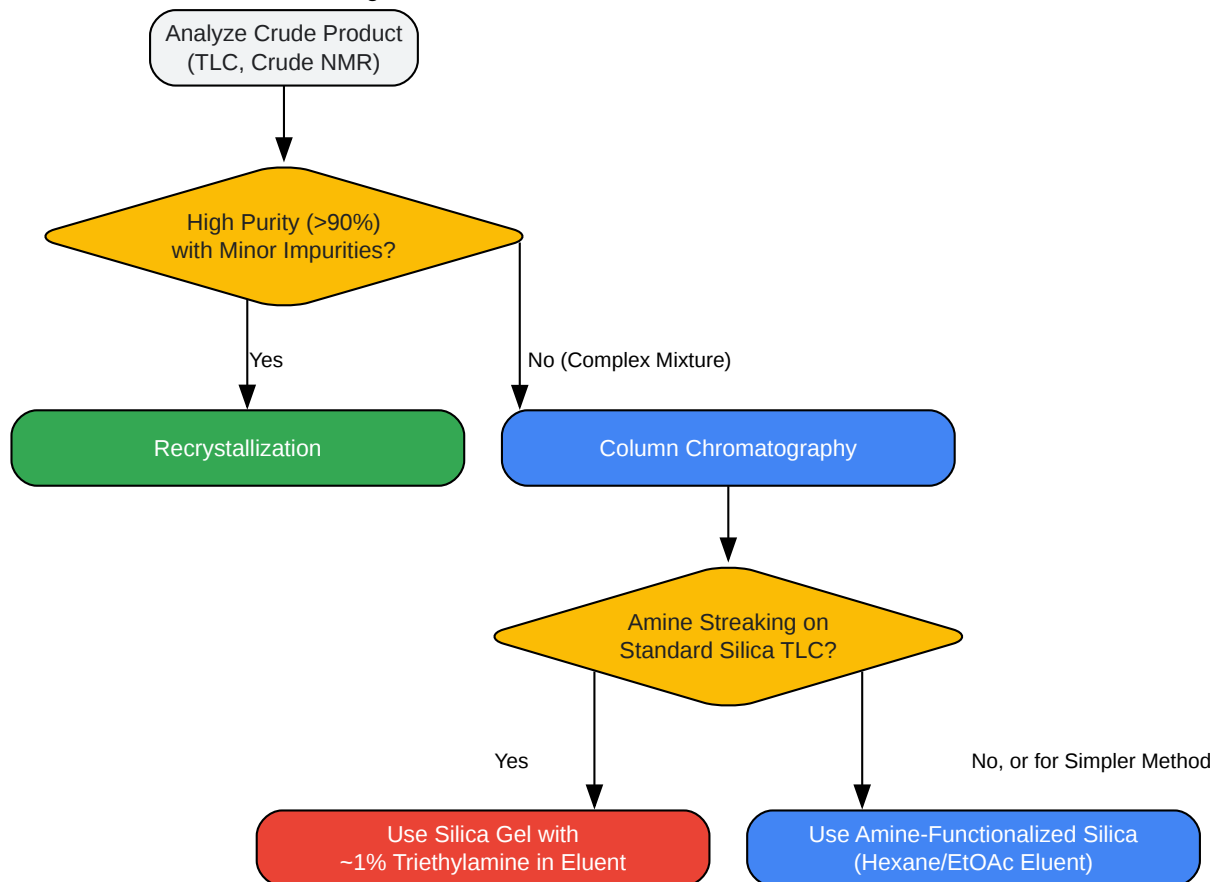 Analyze Crude Product
(TLC, Crude NMR)
High Purity (>90%)
with Minor Impurities?
Yes
No (Complex Mixture)
Recrystallization
Column Chromatography
Amine Streaking on
Standard Silica TLC?
Yes
No, or for Simpler Method
Use Silica Gel with
~1% Triethylamine in Eluent
Use Amine-Functionalized Silica
(Hexane/EtOAc Eluent)